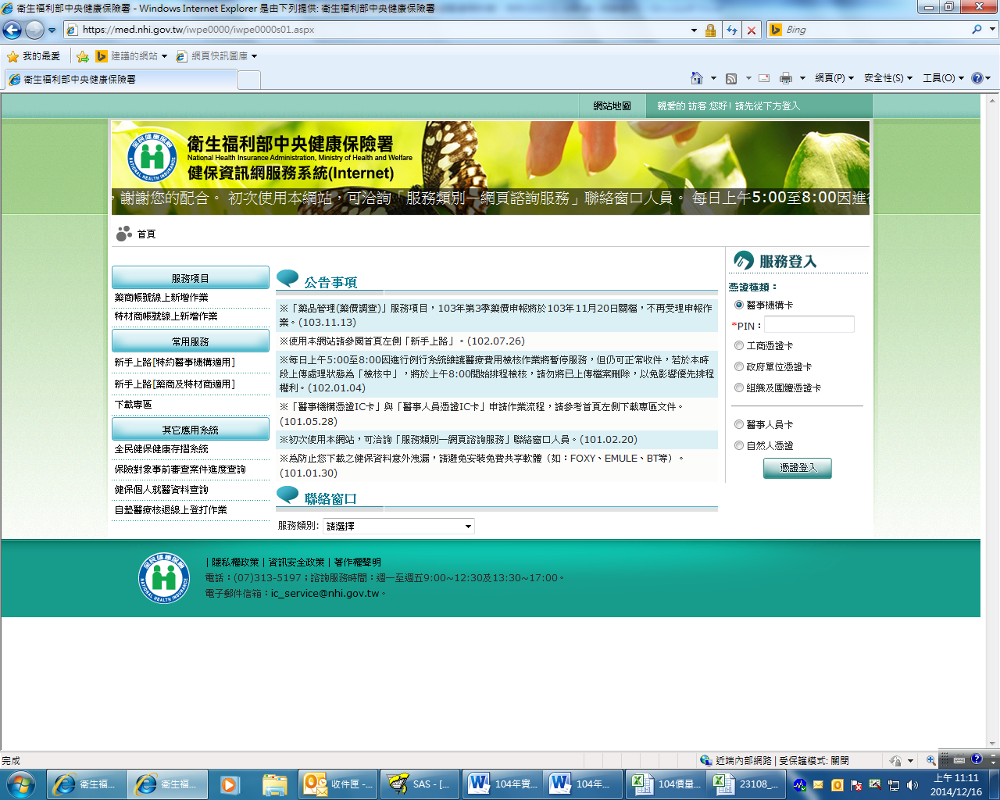 衛生福利部中央健康保險署 - Windows Internet Explorer 是由下列提供: 衛生福利部中央健康保險署
https://med.nhi.gov.tw/iwpe0000/iwpe0000s01.aspx
Bing
我的最愛
建議的網站
網頁快訊圖庫
衛生福利部中央健康保險署
網頁(P)
安全性(S)
工具(O)
網站地圖
親愛的 訪客 您好! 請先從下方登入
衛生福利部中央健康保險署
National Health Insurance Administration, Ministry of Health and Welfare
健保資訊網服務系統(Internet)
，謝謝您的配合。 初次使用本網站，可洽詢「服務類別—網頁諮詢服務」聯絡窗口人員。 每日上午5:00至8:00因進行
首頁
服務項目
藥商帳號線上新增作業
特材商帳號線上新增作業
常用服務
新手上路[特約醫事機構適用]
新手上路[藥商及特材商適用]
下載專區
其它應用系統
全民健保健康存摺系統
保險對象事前審查案件進度查詢
健保個人就醫資料查詢
自墊醫療核退線上登打作業
公告事項
※「藥品管理(藥價調查)」服務項目，103年第3季藥價申報將於103年11月20日關檔，不再受理申報作
業。(103.11.13)
※使用本網站請參閱首頁左側「新手上路」。(102.07.26)
※每日上午5:00至8:00因進行例行系統維護醫療費用檢核作業將暫停服務，但仍可正常收件，若於本時
段上傳處理狀態為「檢核中」，將於上午8:00開始排程檢核，請勿將已上傳檔案刪除，以免影響優先排程
權利。(102.01.04)
※「醫事機構憑證IC卡」與「醫事人員憑證IC卡」申請作業流程，請參考首頁左側下載專區文件。
(101.05.28)
※初次使用本網站，可洽詢「服務類別—網頁諮詢服務」聯絡窗口人員。(101.02.20)
※為防止您下載之健保資料意外洩漏，請避免安裝免費共享軟體（如：FOXY、EMULE、BT等）。
(101.01.30)
聯絡窗口
服務類別: 請選擇
服務登入
憑證種類：
醫事機構卡
*PIN：
工商憑證卡
政府單位憑證卡
組織及團體憑證卡
醫事人員卡
自然人憑證
憑證登入
| 隱私權政策 | 資訊安全政策 | 著作權聲明
電話：(07)313-5197；諮詢服務時間：週一至週五9:00~12:30及13:30~17:00。
電子郵件信箱：ic_service@nhi.gov.tw。
完成
近端內部網路 | 受保護模式: 關閉
衛生福...
衛生福...
收件匣 -...
SAS - [...
104年實...
104年...
104價量...
23108_...
上午 11:11
2014/12/16